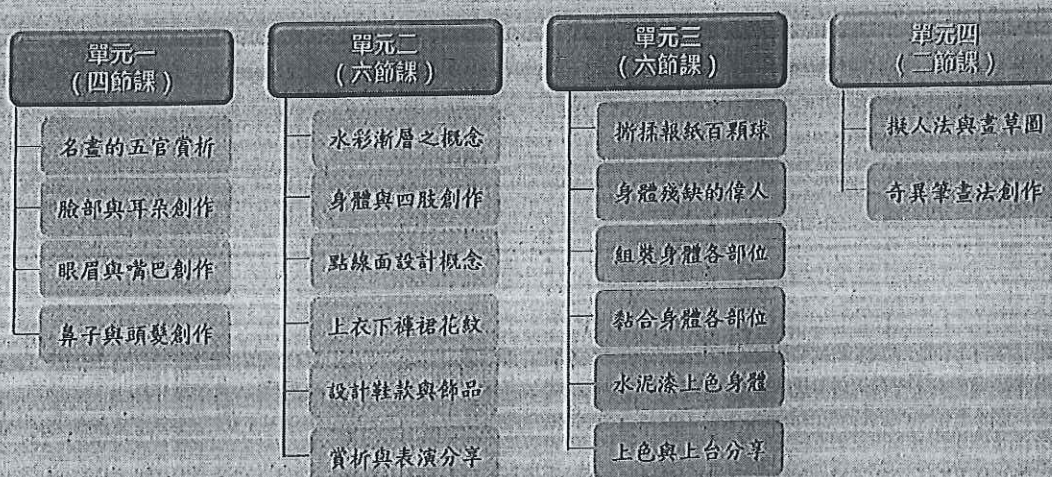 單元一
(四節課)
名畫的五官賞析
臉部與耳朵創作
眼眉與嘴巴創作
鼻子與頭髮創作
單元二
(六節課)
水彩漸層之概念
身體與四肢創作
點線面設計概念
上衣下褲裙花紋
設計鞋款與飾品
賞析與表演分享
單元三
(六節課)
撕揉報紙百顆球
身體殘缺的偉人
組裝身體各部位
黏合身體各部位
水泥漆上色身體
上色與上台分享
單元四
(二節課)
擬人法與畫草圖
奇異筆畫法創作